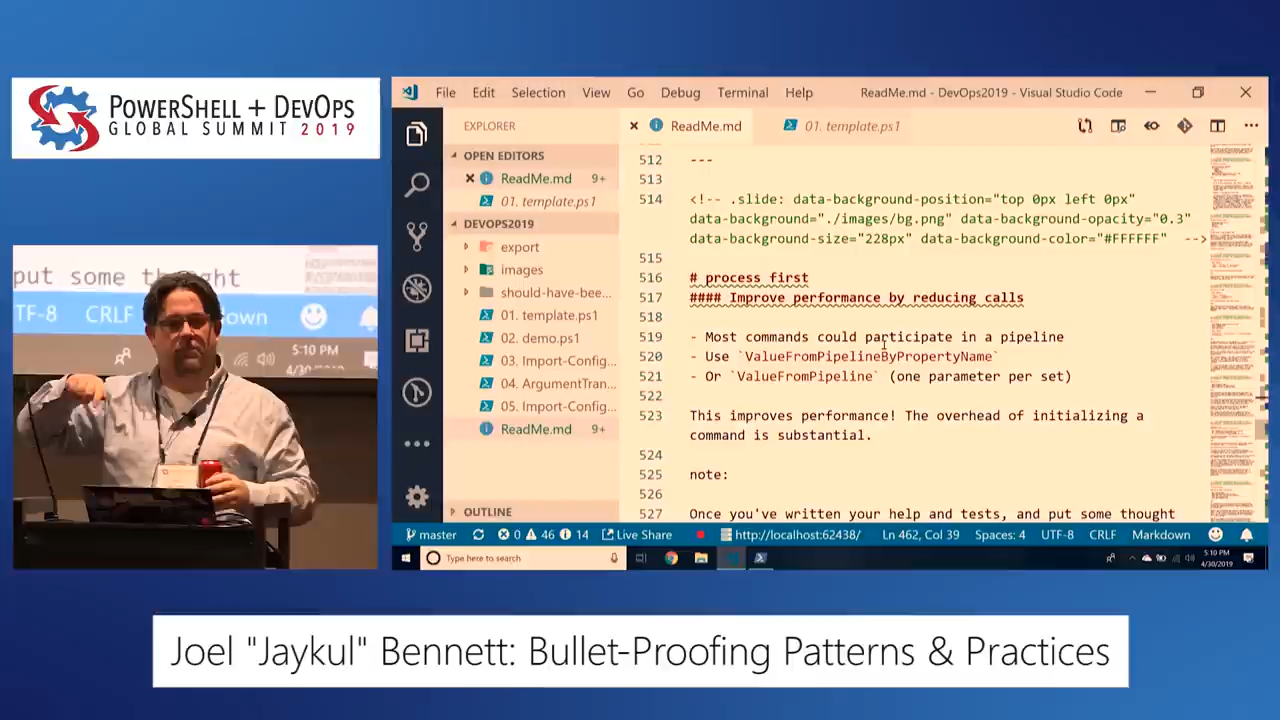 POWERSHELL + DEVOPS
GLOBAL SUMMIT 2019
put some thought
UTF-8 CRLF
5:10 PM
File Edit Selection View Go Debug Terminal Help
ReadMe.md - DevOps2019 - Visual Studio Code
EXPLORER
OPEN EDITORS
ReadMe.md 9+
01. template.ps1
DEVOPS2019
export
images
should-have-bee...
01. template.ps1
demo.ps1
04. ArgumentTran...
05. Import-Config...
ReadMe.md 9+
OUTLINE
ReadMe.md
01. template.ps1
512 ---
513
514 <!-- .slide: data-background-position="top 0px left 0px"
data-background="./images/bg.png" data-background-opacity="0.3"
data-background-size="228px" data-background-color="#FFFFFF" -->
515
516 # process first
517 #### Improve performance by reducing calls
518
519 - Most commands could participate in a pipeline
520 - Use `ValueFromPipelineByPropertyName`
521 - Or `ValueFromPipeline` (one parameter per set)
522
523 This improves performance! The overhead of initializing a
command is substantial.
524
525 note:
526
527 Once you've written your help and tests, and put some thought
master 0 46 14 Live Share http://localhost:62438/ Ln 462, Col 39 Spaces: 4 UTF-8 CRLF Markdown
Type here to search
5:10 PM
4/30/2019
Joel "Jaykul" Bennett: Bullet-Proofing Patterns & Practices